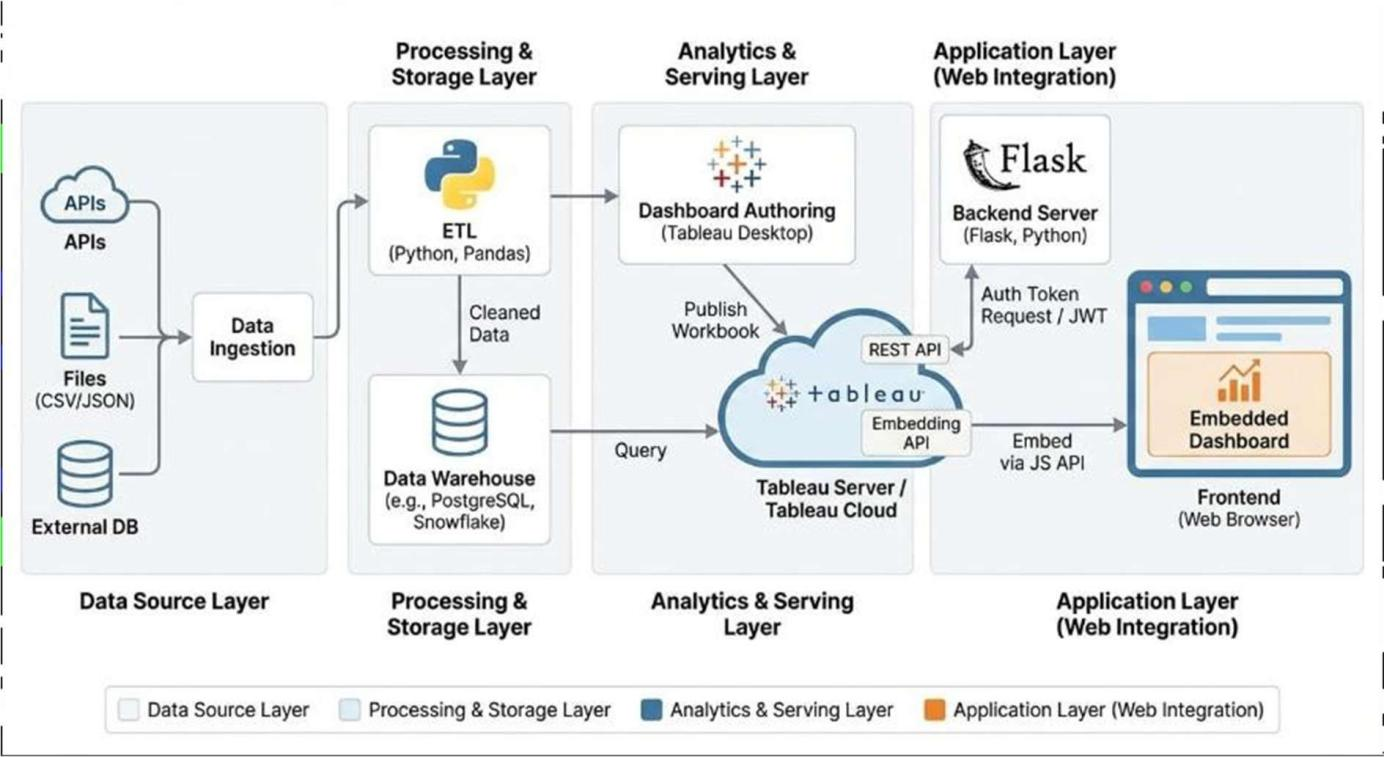 Processing &
Storage Layer
Analytics &
Serving Layer
Application Layer
(Web Integration)
APIs
APIs
Files
(CSV/JSON)
External DB
Data
Ingestion
ETL
(Python, Pandas)
Cleaned
Data
Data Warehouse
(e.g., PostgreSQL,
Snowflake)
Dashboard Authoring
(Tableau Desktop)
Publish
Workbook
Query
REST API
+ableau
Embedding
API
Tableau Server /
Tableau Cloud
Flask
Backend Server
(Flask, Python)
Auth Token
Request / JWT
Embed
via JS API
Embedded
Dashboard
Frontend
(Web Browser)
Data Source Layer
Processing &
Storage Layer
Analytics & Serving
Layer
Application Layer
(Web Integration)
Data Source Layer
Processing & Storage Layer
Analytics & Serving Layer
Application Layer (Web Integration)